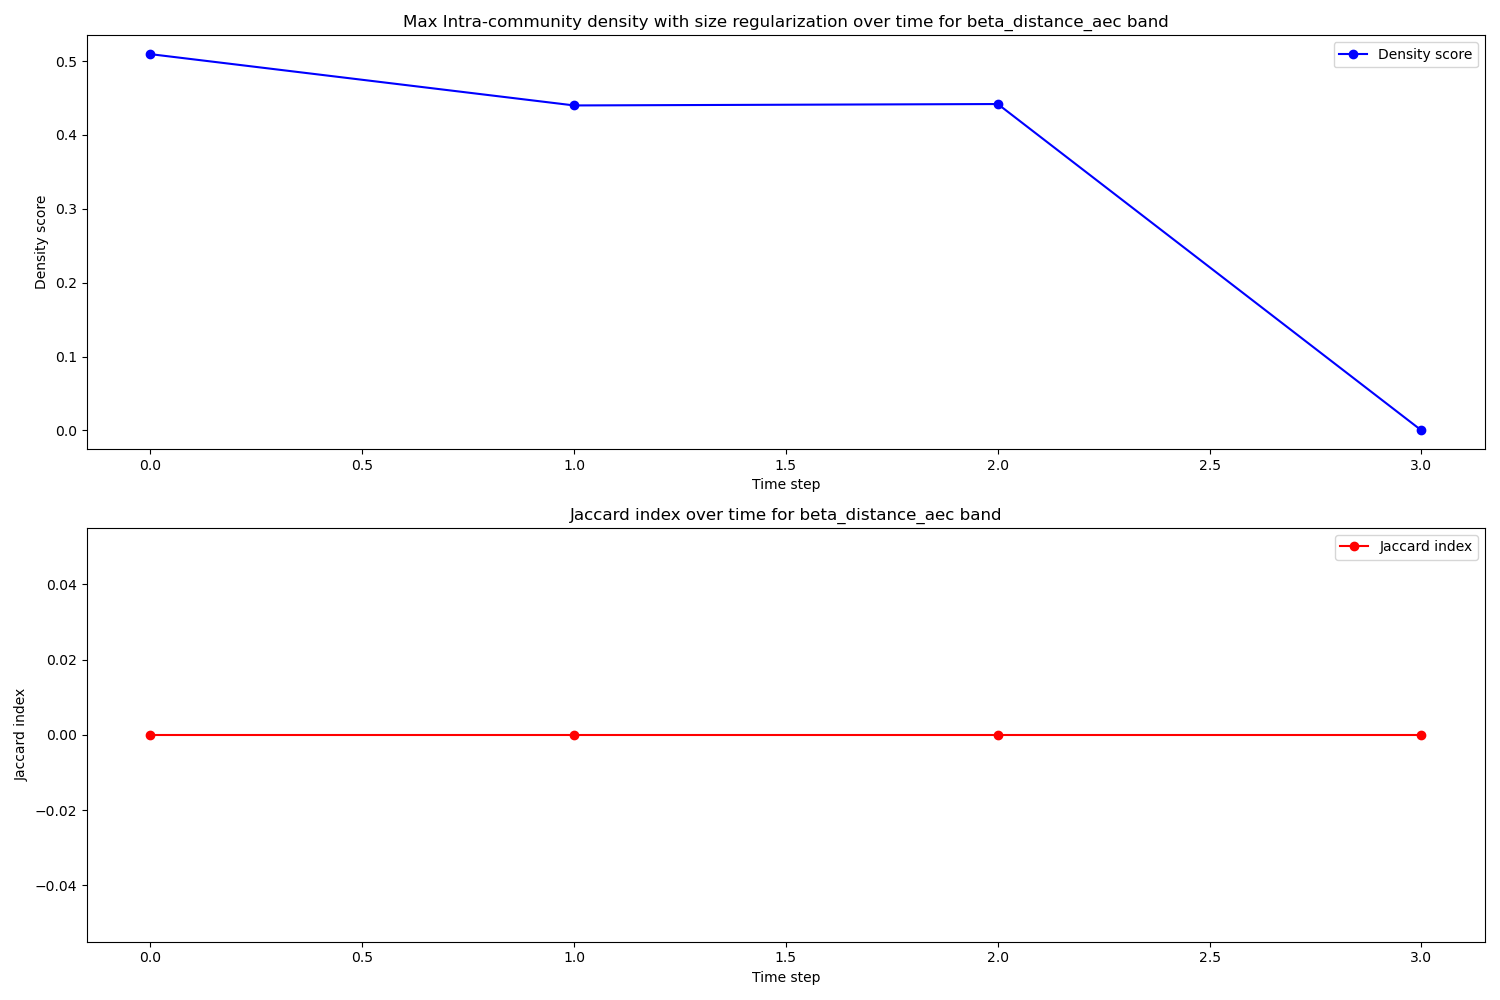 Max Intra-community density with size regularization over time for beta_distance_aec band
Density score
0.5
0.4
0.3
0.2
0.1
0.0
Density score
0.0 0.5 1.0 1.5 2.0 2.5 3.0
Time step
Jaccard index over time for beta_distance_aec band
Jaccard index
0.04
0.02
0.00
−0.02
−0.04
Jaccard index
0.0 0.5 1.0 1.5 2.0 2.5 3.0
Time step